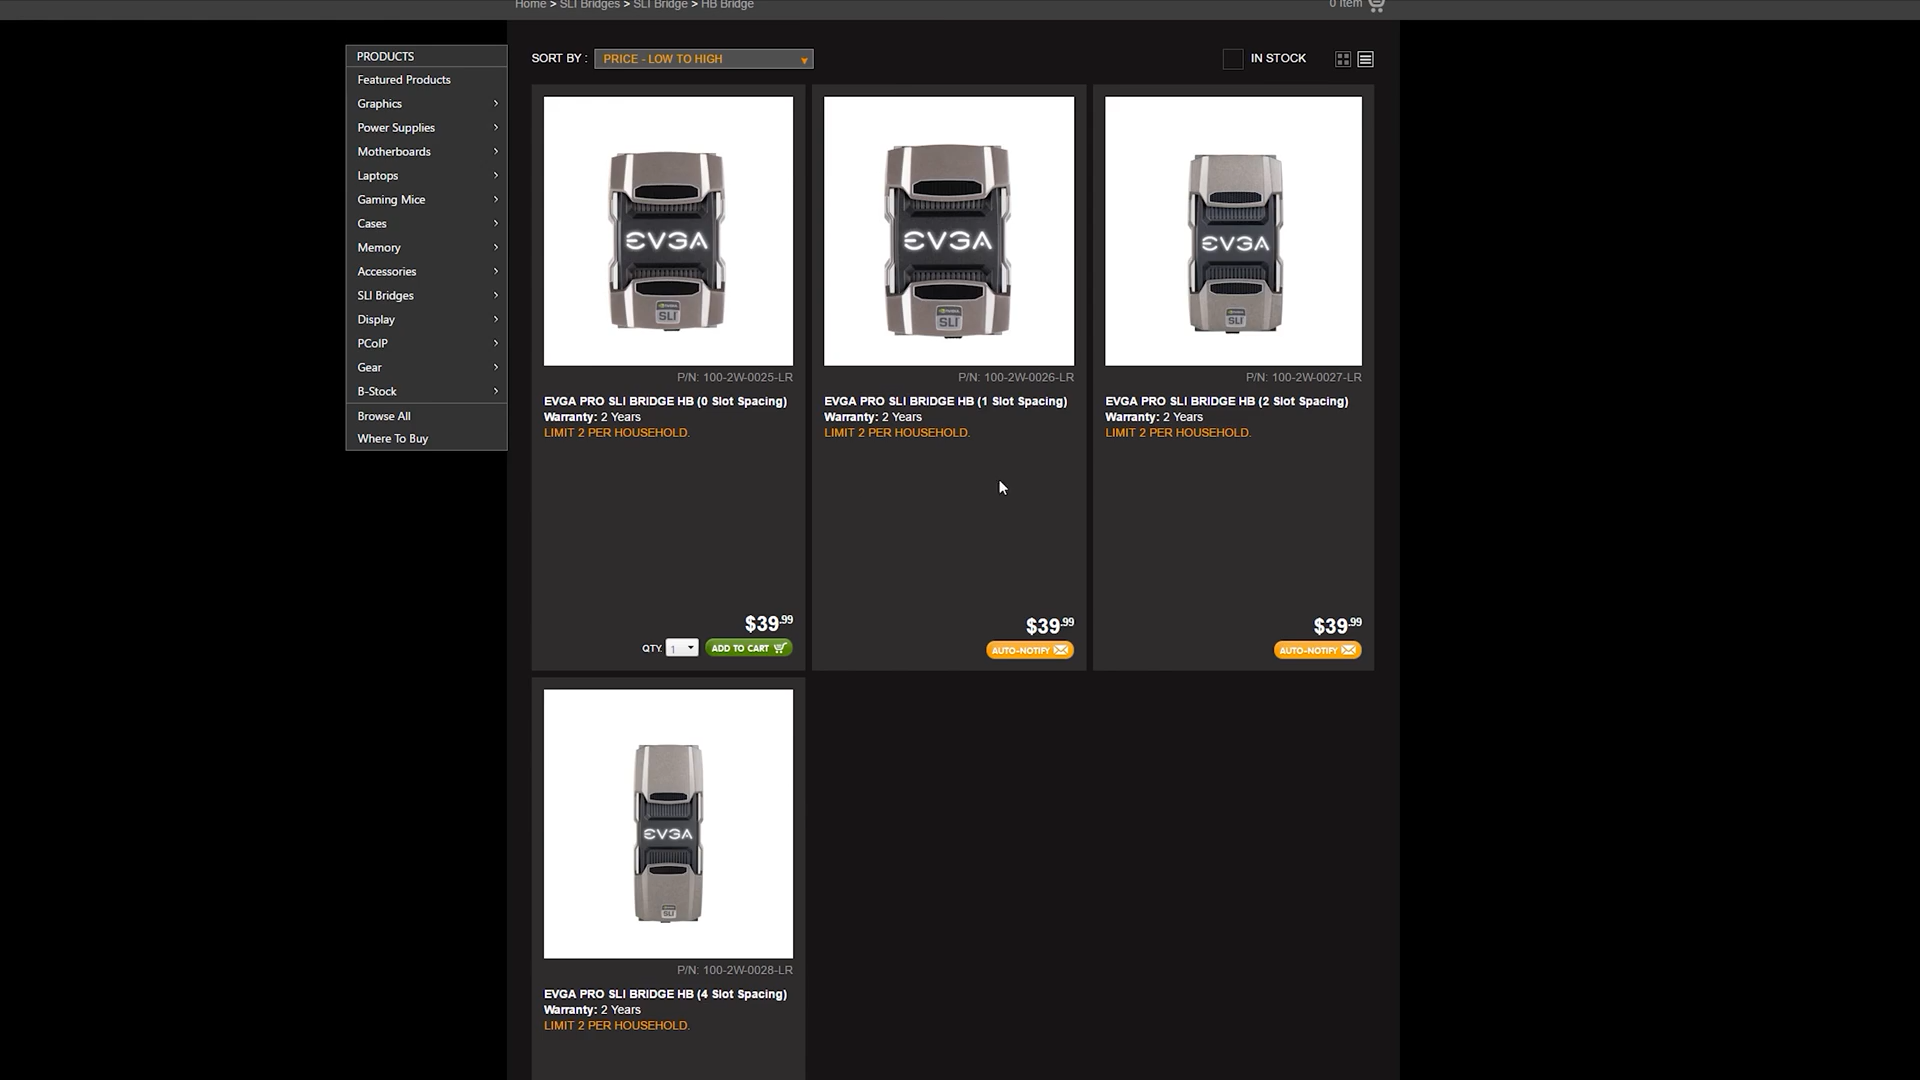 Home > SLI Bridges > SLI Bridge > HB Bridge
0 Item
PRODUCTS
Featured Products
Graphics
Power Supplies
Motherboards
Laptops
Gaming Mice
Cases
Memory
Accessories
SLI Bridges
Display
PCoIP
Gear
B-Stock
Browse All
Where To Buy
SORT BY :
PRICE - LOW TO HIGH
IN STOCK
EVGA
SLI
P/N: 100-2W-0025-LR
EVGA PRO SLI BRIDGE HB (0 Slot Spacing)
Warranty: 2 Years
LIMIT 2 PER HOUSEHOLD.
$39.99
QTY. 1
ADD TO CART
EVGA
SLI
P/N: 100-2W-0026-LR
EVGA PRO SLI BRIDGE HB (1 Slot Spacing)
Warranty: 2 Years
LIMIT 2 PER HOUSEHOLD.
$39.99
AUTO-NOTIFY
EVGA
SLI
P/N: 100-2W-0027-LR
EVGA PRO SLI BRIDGE HB (2 Slot Spacing)
Warranty: 2 Years
LIMIT 2 PER HOUSEHOLD.
$39.99
AUTO-NOTIFY
EVGA
SLI
P/N: 100-2W-0028-LR
EVGA PRO SLI BRIDGE HB (4 Slot Spacing)
Warranty: 2 Years
LIMIT 2 PER HOUSEHOLD.